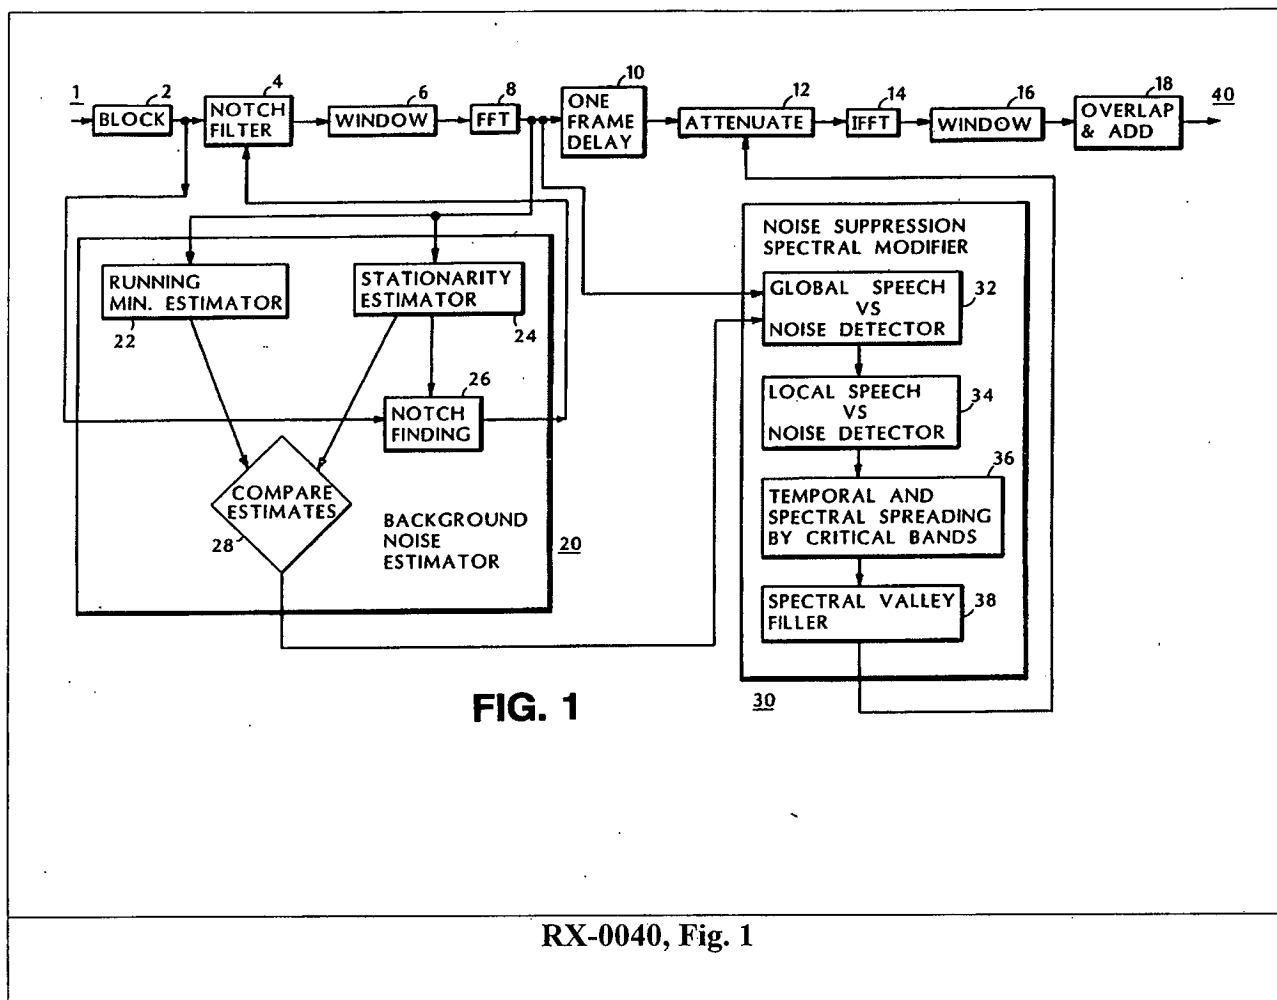 1
2
BLOCK
4
NOTCH
FILTER
6
WINDOW
8
FFT
10
ONE
FRAME
DELAY
12
ATTENUATE
14
IFFT
16
WINDOW
18
OVERLAP
& ADD
40
RUNNING
MIN. ESTIMATOR
22
STATIONARITY
ESTIMATOR
24
26
NOTCH
FINDING
COMPARE
ESTIMATES
28
BACKGROUND
NOISE
ESTIMATOR
20
NOISE SUPPRESSION
SPECTRAL MODIFIER
GLOBAL SPEECH
VS
NOISE DETECTOR
32
LOCAL SPEECH
VS
NOISE DETECTOR
34
36
TEMPORAL AND
SPECTRAL SPREADING
BY CRITICAL BANDS
SPECTRAL VALLEY
FILLER
38
30
FIG. 1
RX-0040, Fig. 1